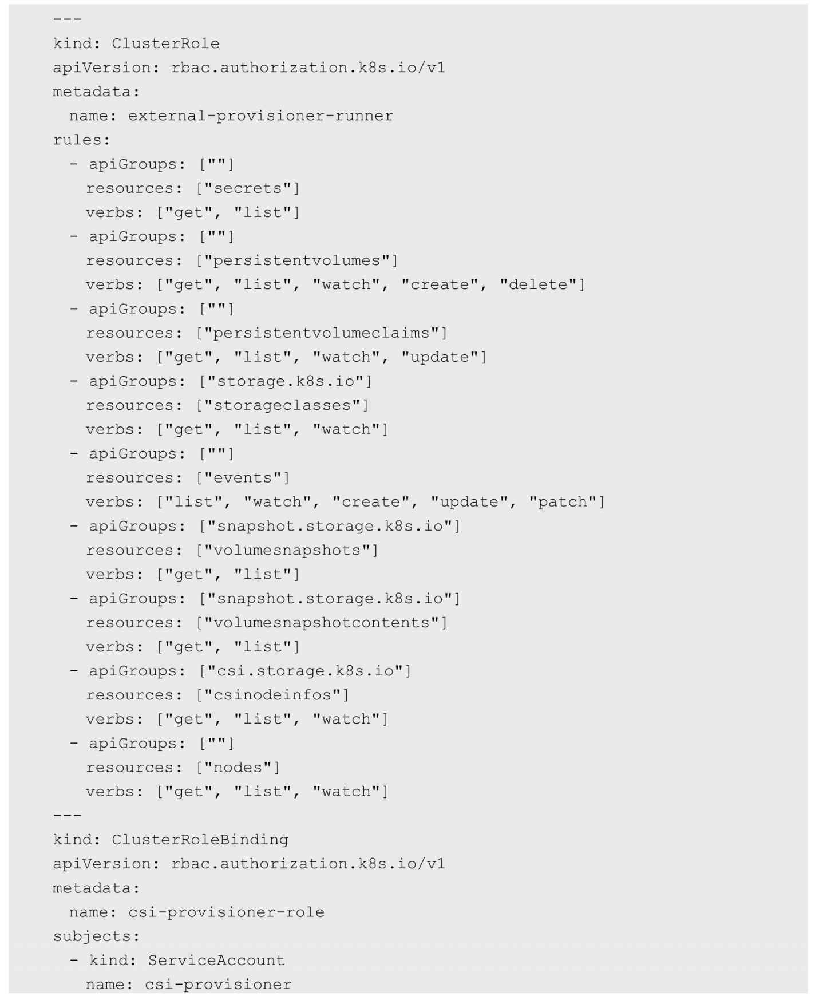 ---
kind: ClusterRole
apiVersion: rbac.authorization.k8s.io/v1
metadata:
  name: external-provisioner-runner
rules:
  - apiGroups: [""]
    resources: ["secrets"]
    verbs: ["get", "list"]
  - apiGroups: [""]
    resources: ["persistentvolumes"]
    verbs: ["get", "list", "watch", "create", "delete"]
  - apiGroups: [""]
    resources: ["persistentvolumeclaims"]
    verbs: ["get", "list", "watch", "update"]
  - apiGroups: ["storage.k8s.io"]
    resources: ["storageclasses"]
    verbs: ["get", "list", "watch"]
  - apiGroups: [""]
    resources: ["events"]
    verbs: ["list", "watch", "create", "update", "patch"]
  - apiGroups: ["snapshot.storage.k8s.io"]
    resources: ["volumesnapshots"]
    verbs: ["get", "list"]
  - apiGroups: ["snapshot.storage.k8s.io"]
    resources: ["volumesnapshotcontents"]
    verbs: ["get", "list"]
  - apiGroups: ["csi.storage.k8s.io"]
    resources: ["csinodeinfos"]
    verbs: ["get", "list", "watch"]
  - apiGroups: [""]
    resources: ["nodes"]
    verbs: ["get", "list", "watch"]
---
kind: ClusterRoleBinding
apiVersion: rbac.authorization.k8s.io/v1
metadata:
  name: csi-provisioner-role
subjects:
  - kind: ServiceAccount
    name: csi-provisioner